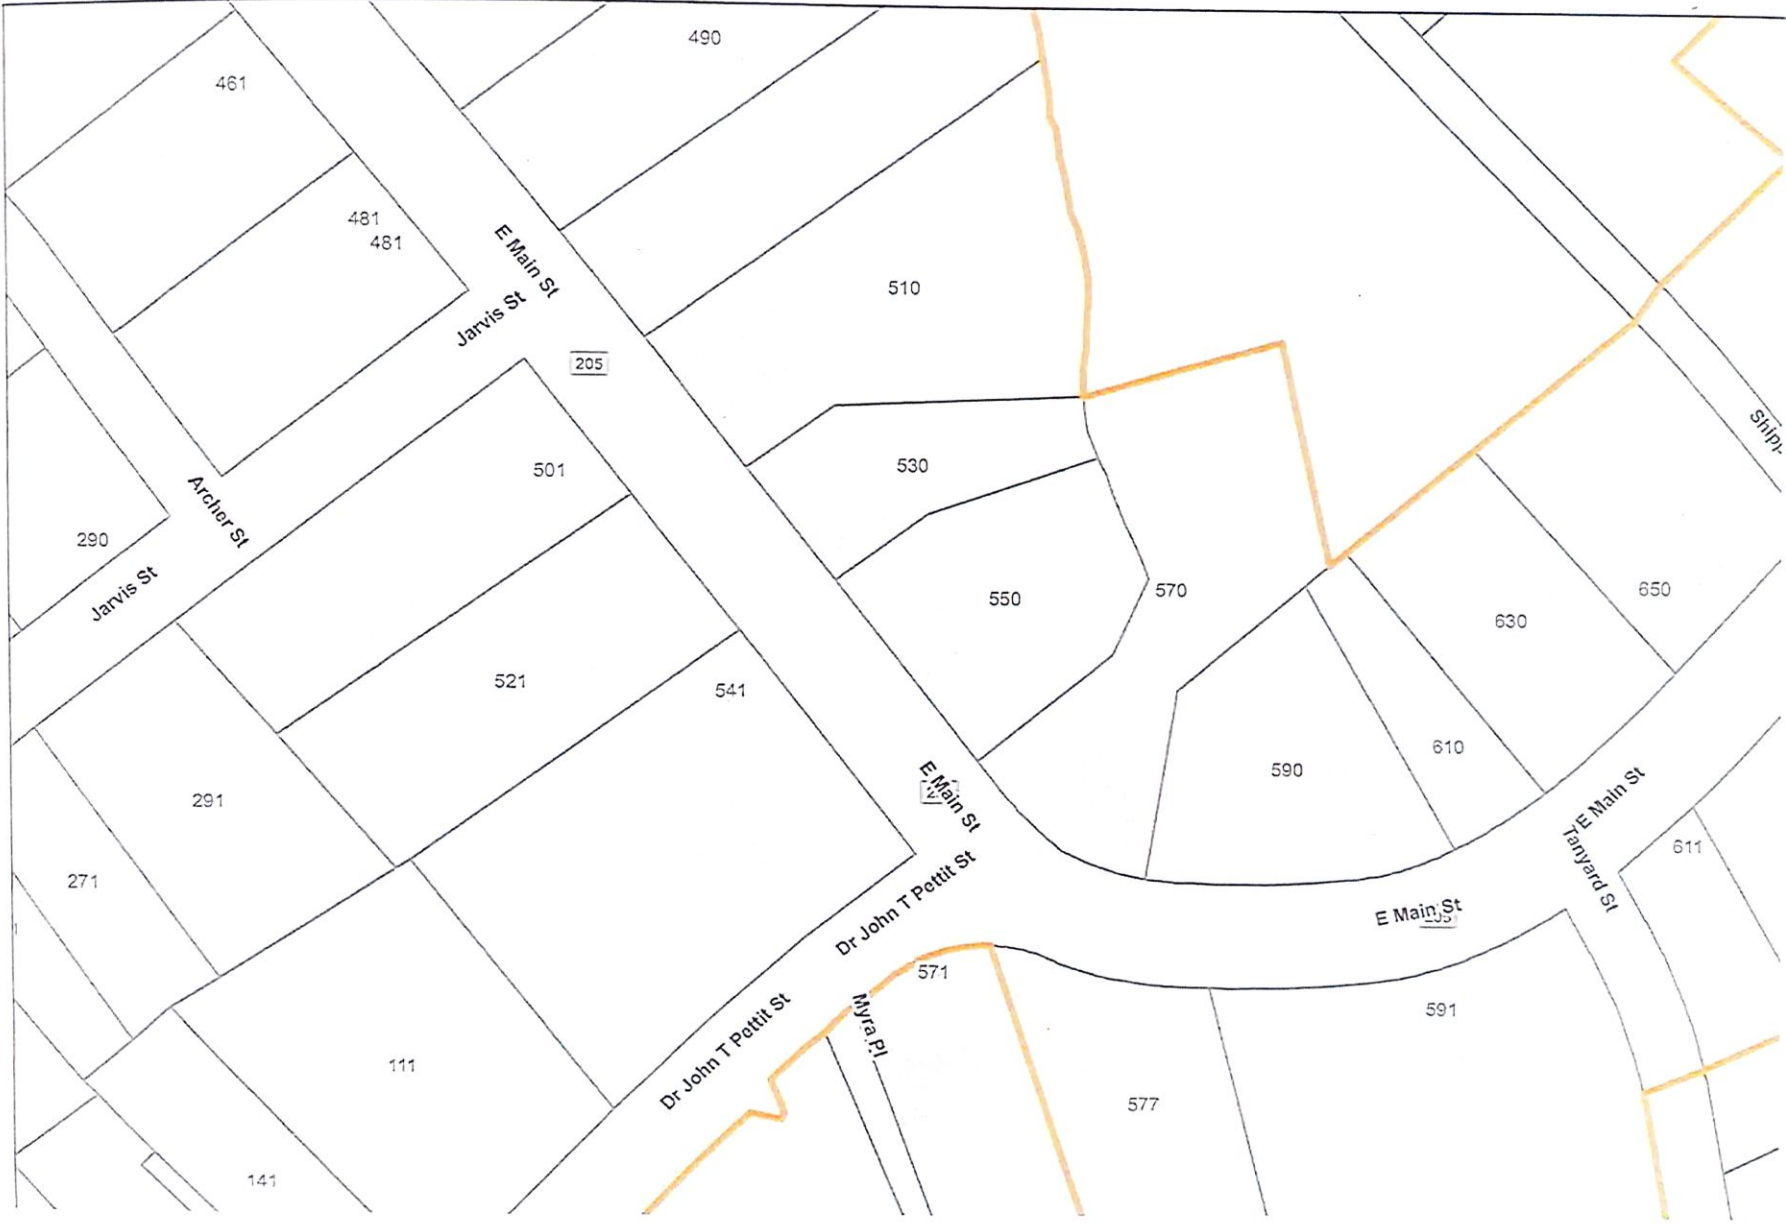 490
461
481
481
E Main St
Jarvis St
510
205
501
530
Archer St
290
Jarvis St
550
570
650
630
521
541
610
590
291
E Main St
E Main St
Tanyard St
611
271
Dr John T Pettit St
E Main St
571
Myra Pl
591
Dr John T Pettit St
111
577
141